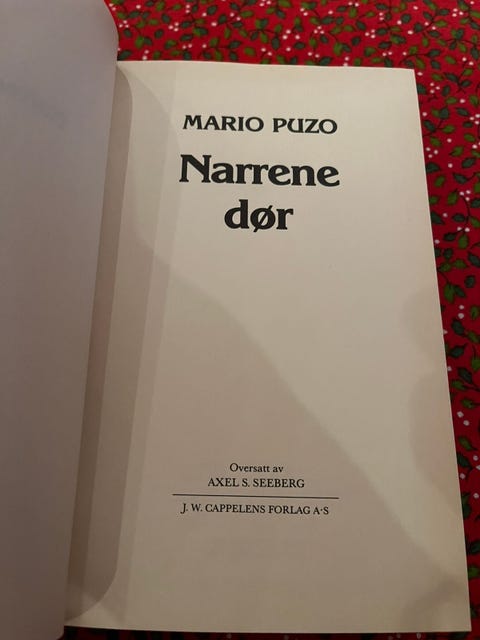 MARIO PUZO
Narrene
dør
Oversatt av
AXEL S. SEEBERG
J. W. CAPPELENS FORLAG A·S